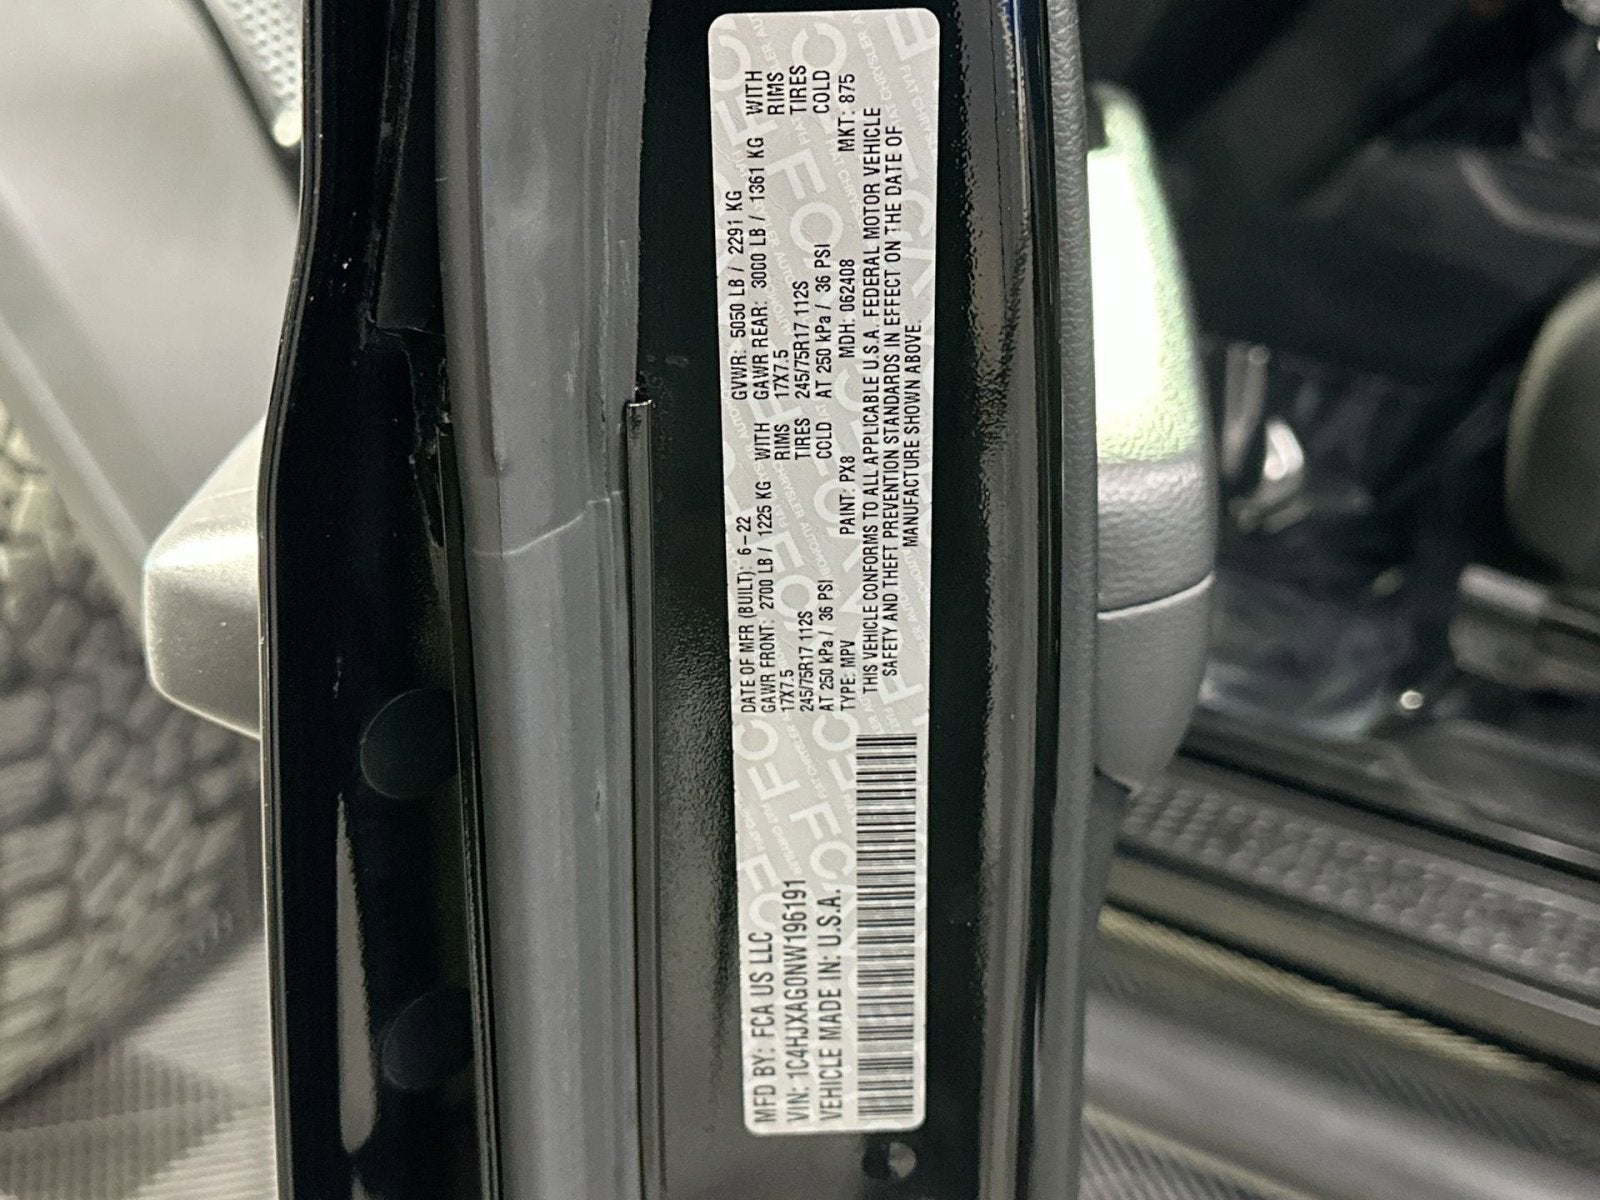 MFD BY: FCA US LLC
VIN: 1C4HJXAG0NW196191
VEHICLE MADE IN: U.S.A.
DATE OF MFR (BUILT): 6-22 GVWR: 5050 LB / 2291 KG
GAWR FRONT: 2700 LB / 1225 KG WITH GAWR REAR: 3000 LB / 1361 KG WITH
17X7.5 RIMS 17X7.5 RIMS
245/75R17 112S TIRES 245/75R17 112S TIRES
AT 250 kPa / 36 PSI COLD AT 250 kPa / 36 PSI COLD
TYPE: MPV PAINT: PX8 MDH: 062408 MKT: 875
THIS VEHICLE CONFORMS TO ALL APPLICABLE U.S.A. FEDERAL MOTOR VEHICLE
SAFETY AND THEFT PREVENTION STANDARDS IN EFFECT ON THE DATE OF
MANUFACTURE SHOWN ABOVE.